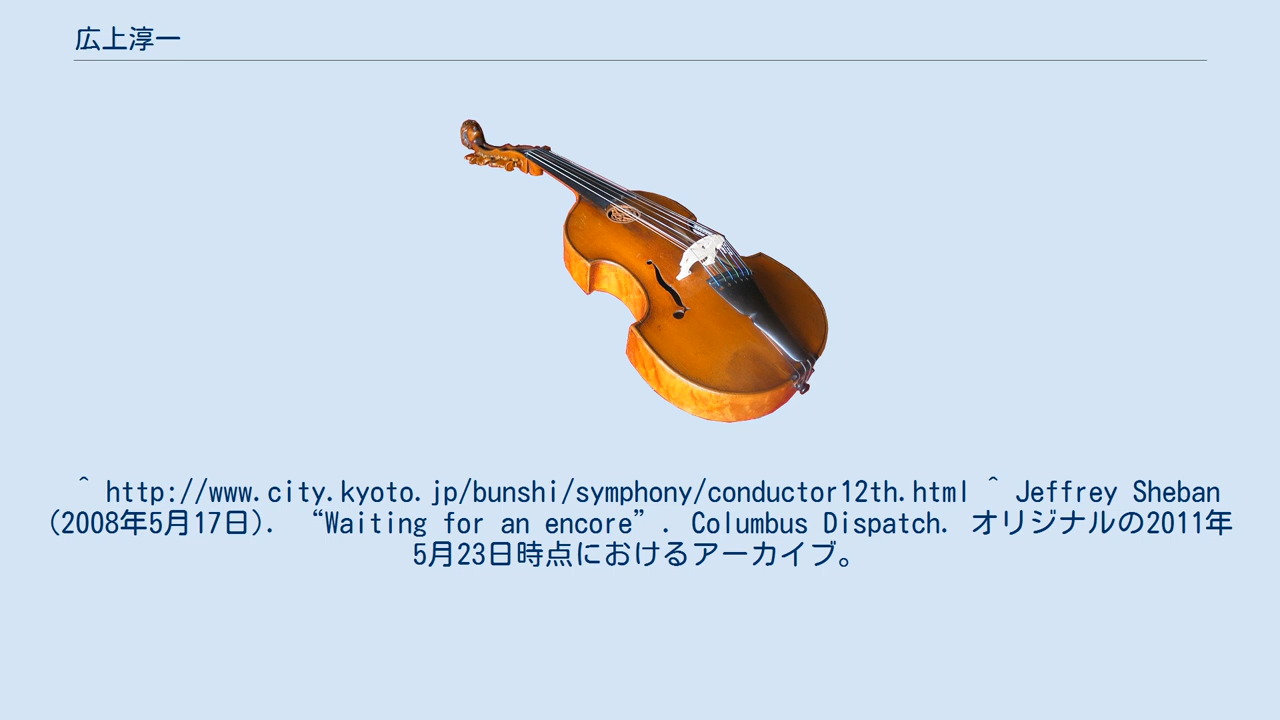 広上淳一
^ http://www.city.kyoto.jp/bunshi/symphony/conductor12th.html ^ Jeffrey Sheban
(2008年5月17日). “Waiting for an encore”. Columbus Dispatch. オリジナルの2011年
5月23日時点におけるアーカイブ。